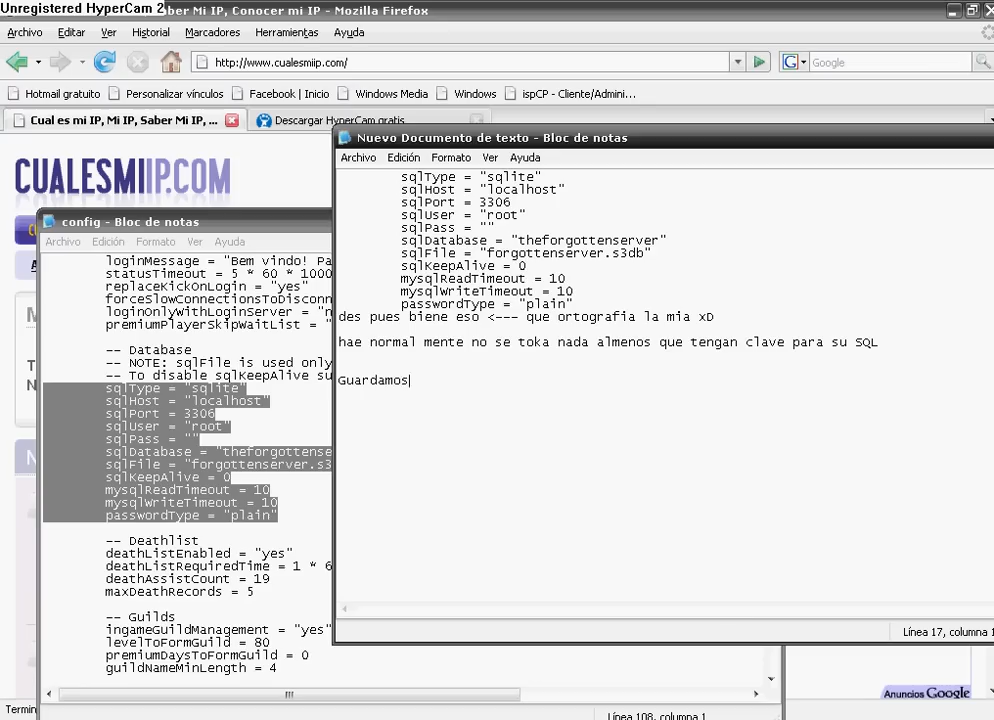 Unregistered HyperCam 2
ber Mi IP, Conocer mi IP - Mozilla Firefox
Archivo Editar Ver Historial Marcadores Herramientas Ayuda
http://www.cualesmiip.com/
Google
Hotmail gratuito Personalizar vínculos Facebook | Inicio Windows Media Windows ispCP - Cliente/Admini...
Cual es mi IP, Mi IP, Saber Mi IP, ... Descargar HyperCam gratis
CUALESMIIP.COM
Nuevo Documento de texto - Bloc de notas
Archivo Edición Formato Ver Ayuda
sqlType = "sqlite"
sqlHost = "localhost"
sqlPort = 3306
sqlUser = "root"
sqlPass = ""
sqlDatabase = "theforgottenserver"
sqlFile = "forgottenserver.s3db"
sqlKeepAlive = 0
mysqlReadTimeout = 10
mysqlWriteTimeout = 10
passwordType = "plain"
des pues biene eso <--- que ortografia la mia xD
hae normal mente no se toka nada almenos que tengan clave para su SQL
Guardamos
Línea 17, columna 1
config - Bloc de notas
Archivo Edición Formato Ver Ayuda
loginMessage = "Bem vindo! Pa
statusTimeout = 5 * 60 * 1000
replaceKickOnLogin = "yes"
forceSlowConnectionsToDisconn
loginOnlyWithLoginServer = "n
premiumPlayerSkipWaitList = "
-- Database
-- NOTE: sqlFile is used only
-- To disable sqlKeepAlive su
sqlType = "sqlite"
sqlHost = "localhost"
sqlPort = 3306
sqlUser = "root"
sqlPass = ""
sqlDatabase = "theforgottense
sqlFile = "forgottenserver.s3
sqlKeepAlive = 0
mysqlReadTimeout = 10
mysqlWriteTimeout = 10
passwordType = "plain"
-- Deathlist
deathListEnabled = "yes"
deathListRequiredTime = 1 * 6
deathAssistCount = 19
maxDeathRecords = 5
-- Guilds
ingameGuildManagement = "yes"
levelToFormGuild = 80
premiumDaysToFormGuild = 0
guildNameMinLength = 4
Línea 108, columna 1
Anuncios Google
Termin